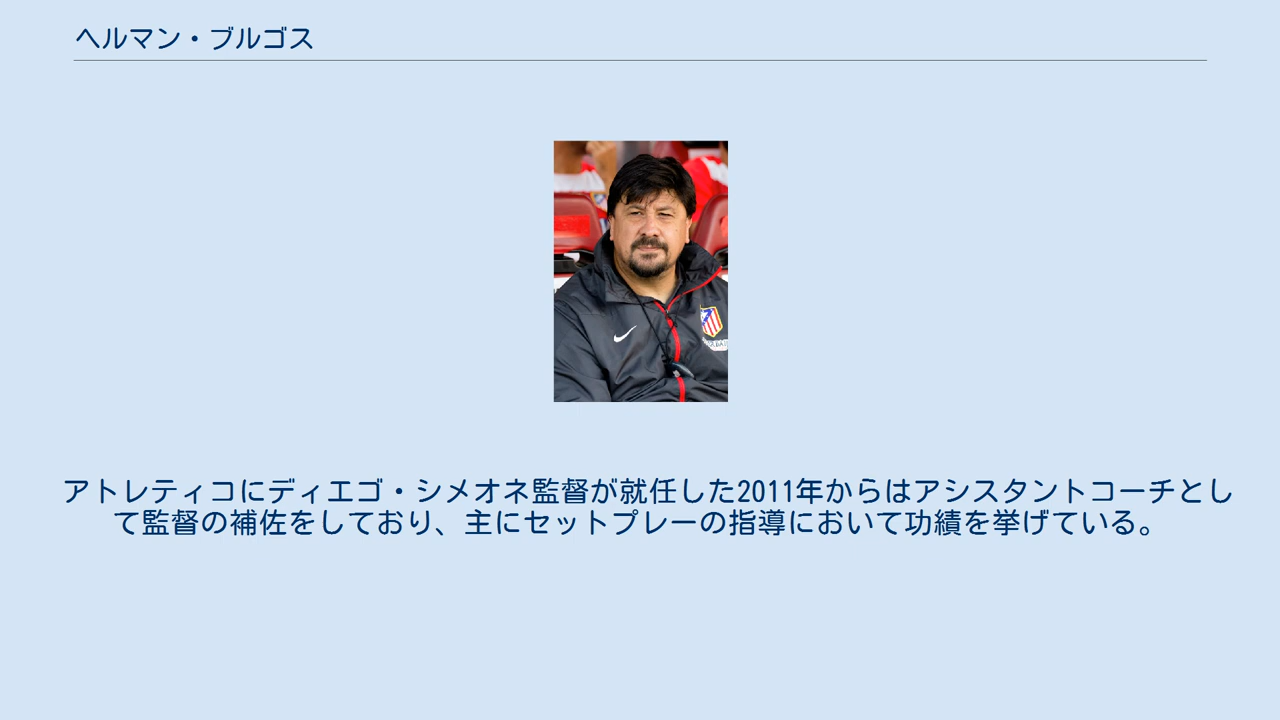 ヘルマン・ブルゴス
アトレティコにディエゴ・シメオネ監督が就任した2011年からはアシスタントコーチとし
て監督の補佐をしており、主にセットプレーの指導において功績を挙げている。